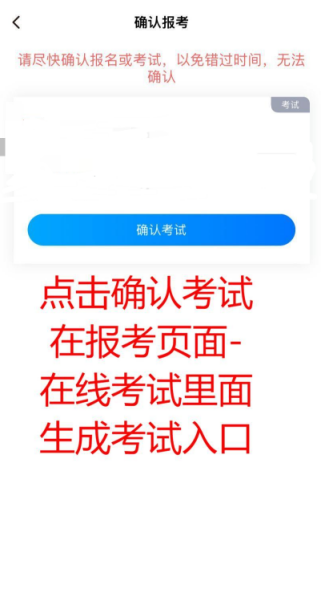 确认报考
请尽快确认报名或考试，以免错过时间，无法
确认
考试
确认考试
点击确认考试
在报考页面-
在线考试里面
生成考试入口